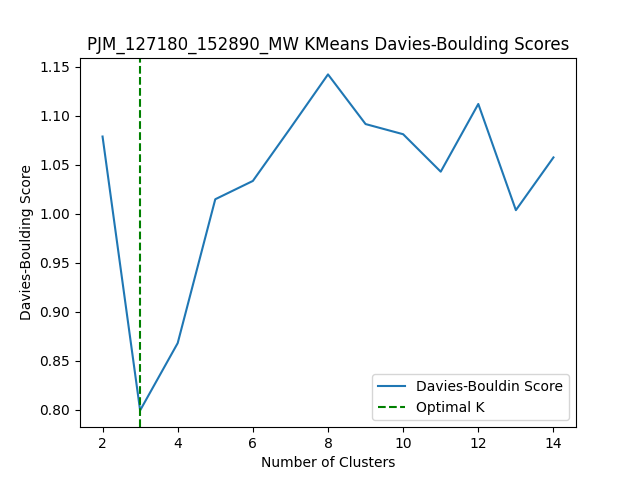 PJM_127180_152890_MW KMeans Davies-Boulding Scores
1.15
1.10
1.05
1.00
0.95
0.90
0.85
0.80
Davies-Boulding Score
Davies-Bouldin Score
Optimal K
2 4 6 8 10 12 14
Number of Clusters